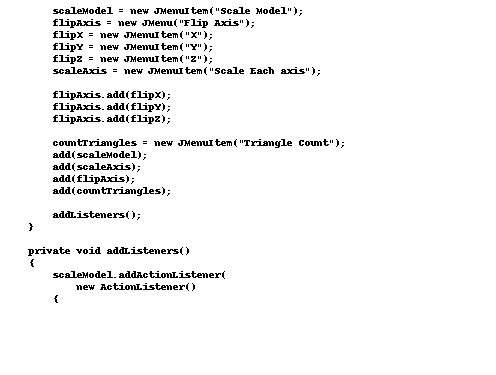 scaleModel = new JMenuItem("Scale Model");
flipAxis = new JMenu("Flip Axis");
flipX = new JMenuItem("X");
flipY = new JMenuItem("Y");
flipZ = new JMenuItem("Z");
scaleAxis = new JMenuItem("Scale Each axis");
flipAxis.add(flipX);
flipAxis.add(flipY);
flipAxis.add(flipZ);
countTriangles = new JMenuItem("Triangle Count");
add(scaleModel);
add(scaleAxis);
add(flipAxis);
add(countTriangles);
addListeners();
}
private void addListeners()
{
scaleModel.addActionListener(
new ActionListener()
{